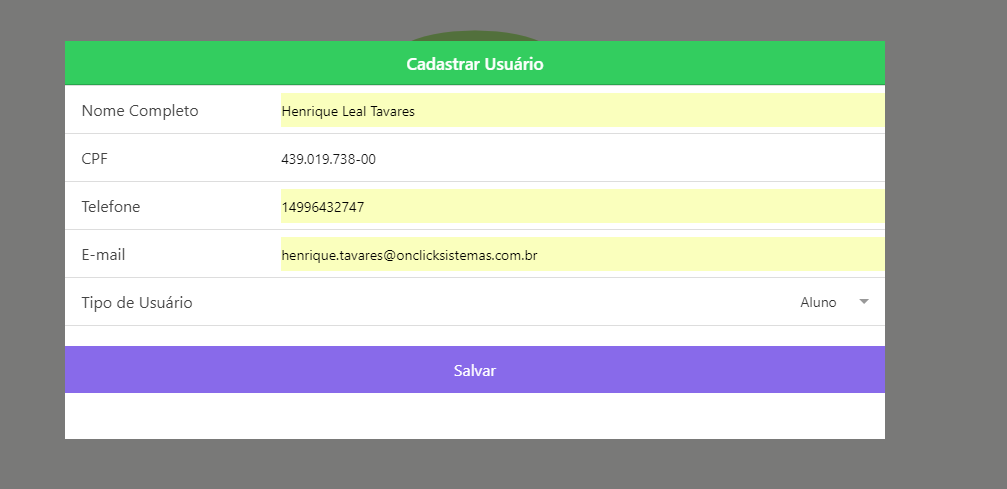 Cadastrar Usuário
Nome Completo Henrique Leal Tavares
CPF 439.019.738-00
Telefone 14996432747
E-mail henrique.tavares@onclicksistemas.com.br
Tipo de Usuário Aluno
Salvar